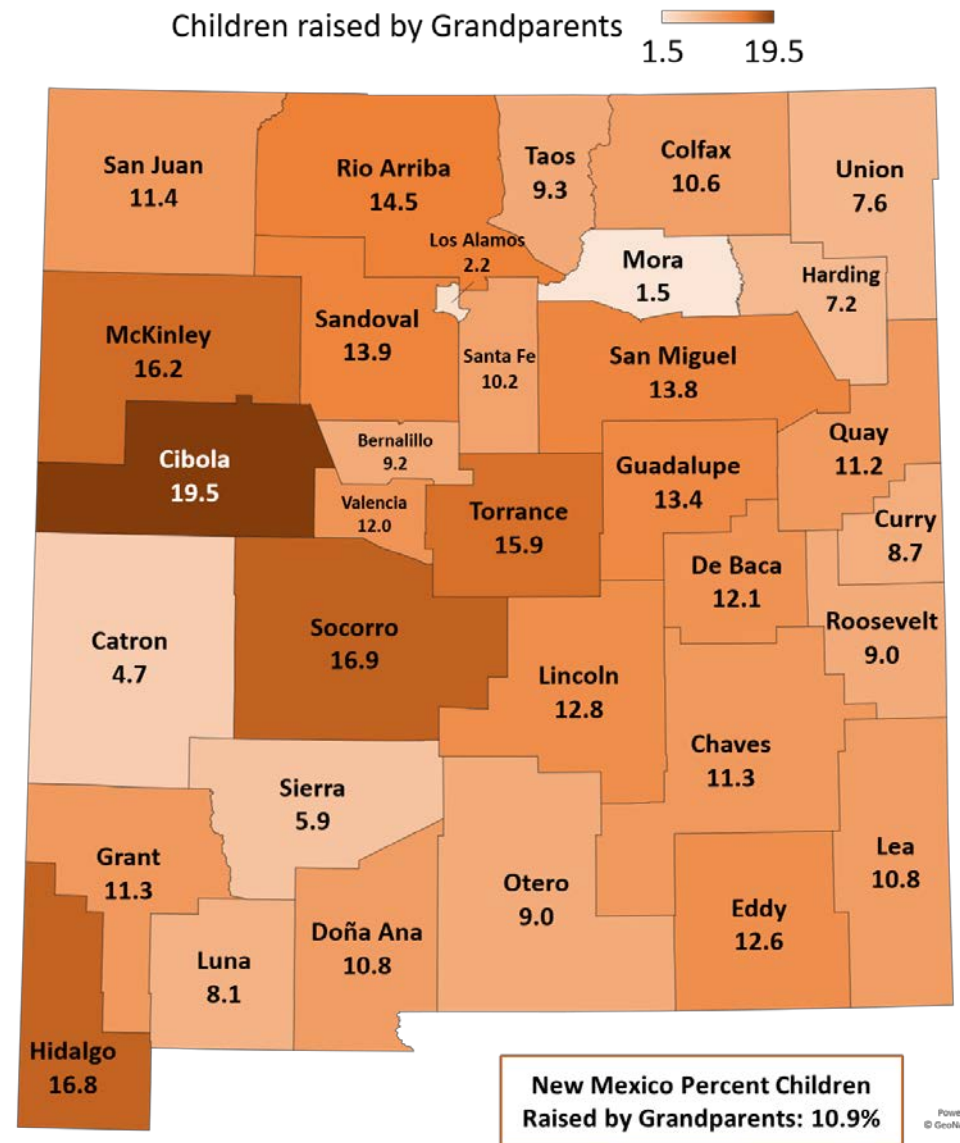 Children raised by Grandparents
1.5 19.5
San Juan
11.4
Rio Arriba
14.5
Taos
9.3
Colfax
10.6
Union
7.6
Los Alamos
2.2
Mora
1.5
Harding
7.2
McKinley
16.2
Sandoval
13.9
Santa Fe
10.2
San Miguel
13.8
Cibola
19.5
Bernalillo
9.2
Valencia
12.0
Torrance
15.9
Guadalupe
13.4
Quay
11.2
Curry
8.7
De Baca
12.1
Roosevelt
9.0
Catron
4.7
Socorro
16.9
Lincoln
12.8
Chaves
11.3
Sierra
5.9
Grant
11.3
Otero
9.0
Lea
10.8
Eddy
12.6
Doña Ana
10.8
Luna
8.1
Hidalgo
16.8
New Mexico Percent Children
Raised by Grandparents: 10.9%